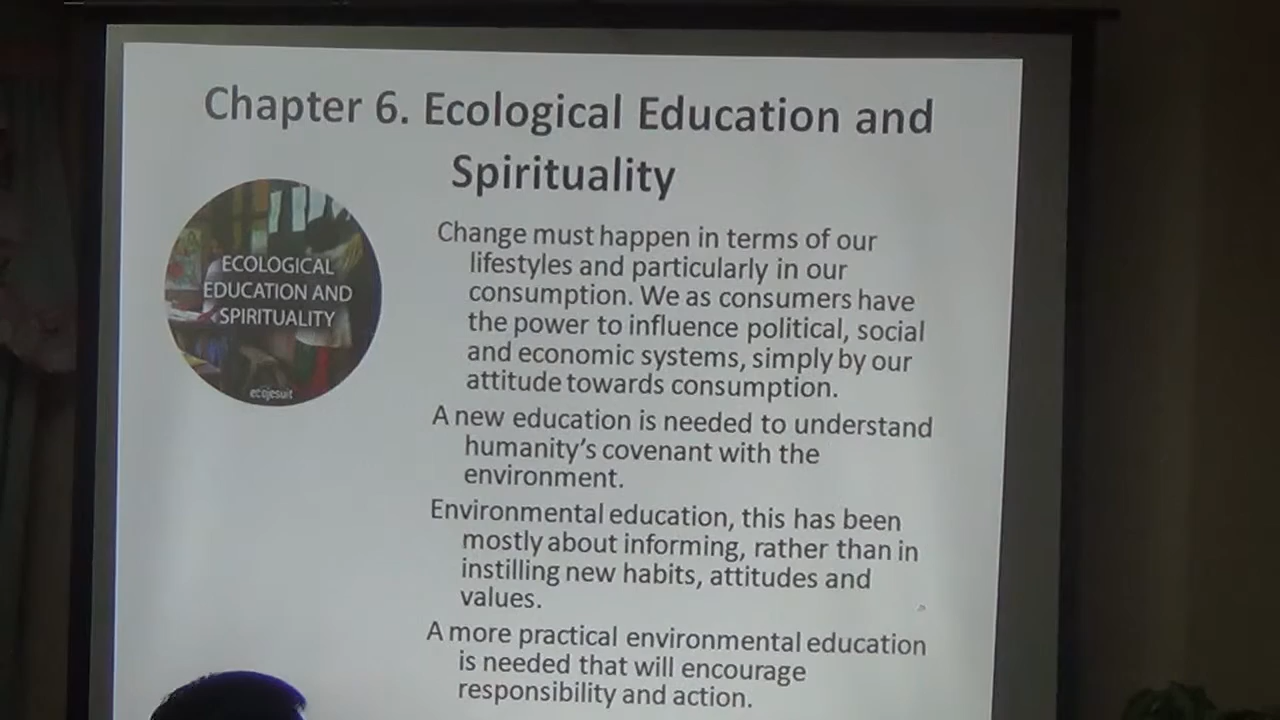 Chapter 6. Ecological Education and
Spirituality
ECOLOGICAL
EDUCATION AND
SPIRITUALITY
ecojesuit
Change must happen in terms of our
lifestyles and particularly in our
consumption. We as consumers have
the power to influence political, social
and economic systems, simply by our
attitude towards consumption.
A new education is needed to understand
humanity's covenant with the
environment.
Environmental education, this has been
mostly about informing, rather than in
instilling new habits, attitudes and
values.
A more practical environmental education
is needed that will encourage
responsibility and action.